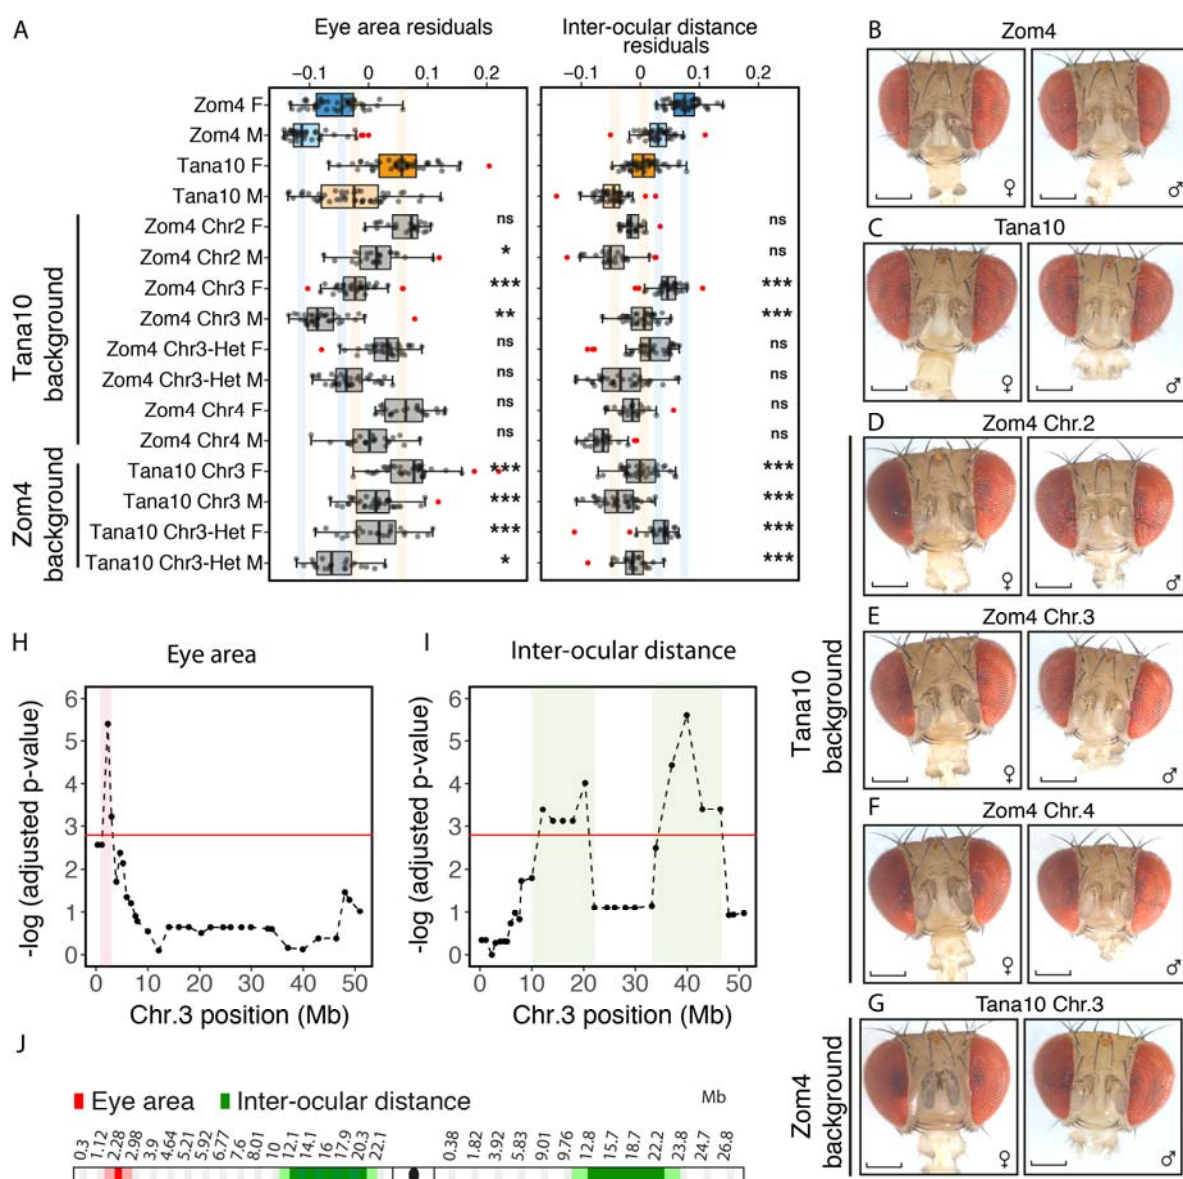 A
Eye area residuals
Inter-ocular distance
residuals
−0.1 0 0.1 0.2
−0.1 0 0.1 0.2
Zom4 F
Zom4 M
Tana10 F
Tana10 M
Zom4 Chr2 F ns ns
Zom4 Chr2 M * ns
Zom4 Chr3 F *** ***
Zom4 Chr3 M ** ***
Zom4 Chr3-Het F ns ns
Zom4 Chr3-Het M ns ns
Zom4 Chr4 F ns ns
Zom4 Chr4 M ns ns
Tana10 Chr3 F *** ***
Tana10 Chr3 M *** ***
Tana10 Chr3-Het F *** ***
Tana10 Chr3-Het M * ***
Tana10
background
Zom4
background
B
Zom4
♀ ♂
C
Tana10
♀ ♂
D
Zom4 Chr.2
♀ ♂
E
Zom4 Chr.3
♀ ♂
F
Zom4 Chr.4
♀ ♂
G
Tana10 Chr.3
♀ ♂
Tana10
background
Zom4
background
H
Eye area
-log (adjusted p-value)
6
5
4
3
2
1
0
0 10 20 30 40 50
Chr.3 position (Mb)
I
Inter-ocular distance
-log (adjusted p-value)
6
5
4
3
2
1
0
0 10 20 30 40 50
Chr.3 position (Mb)
J
Eye area Inter-ocular distance Mb
0.3 1.12 2.28 2.98 3.9 4.64 5.21 5.92 6.77 7.6 8.01 10 12.1 14.1 16 17.9 20.3 22.1 0.38 1.82 3.92 5.83 9.01 9.76 12.8 15.7 18.7 22.2 23.8 24.7 26.8